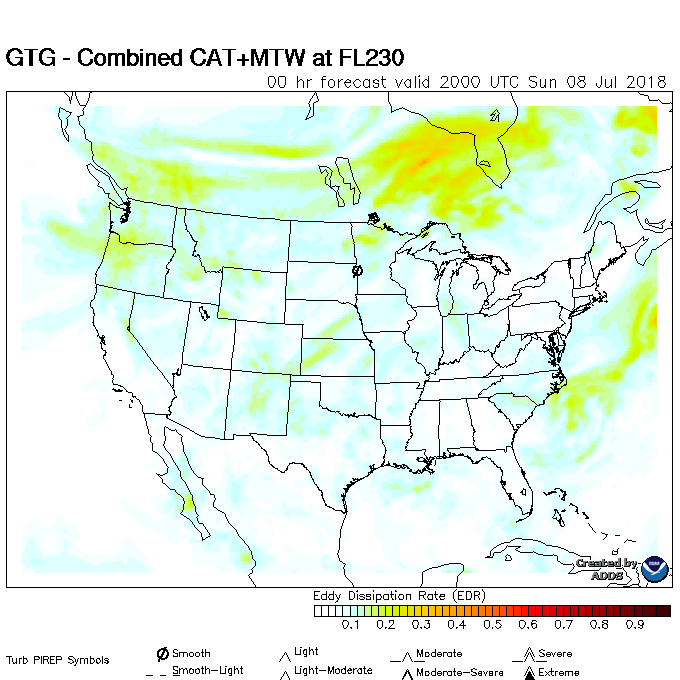 GTG - Combined CAT+MTW at FL230
00 hr forecast valid 2000 UTC Sun 08 Jul 2018
Created by
ADDS
Eddy Dissipation Rate (EDR)
0.1 0.2 0.3 0.4 0.5 0.6 0.7 0.8 0.9
Turb PIREP Symbols
Smooth Light Moderate Severe
Smooth-Light Light-Moderate Moderate-Severe Extreme